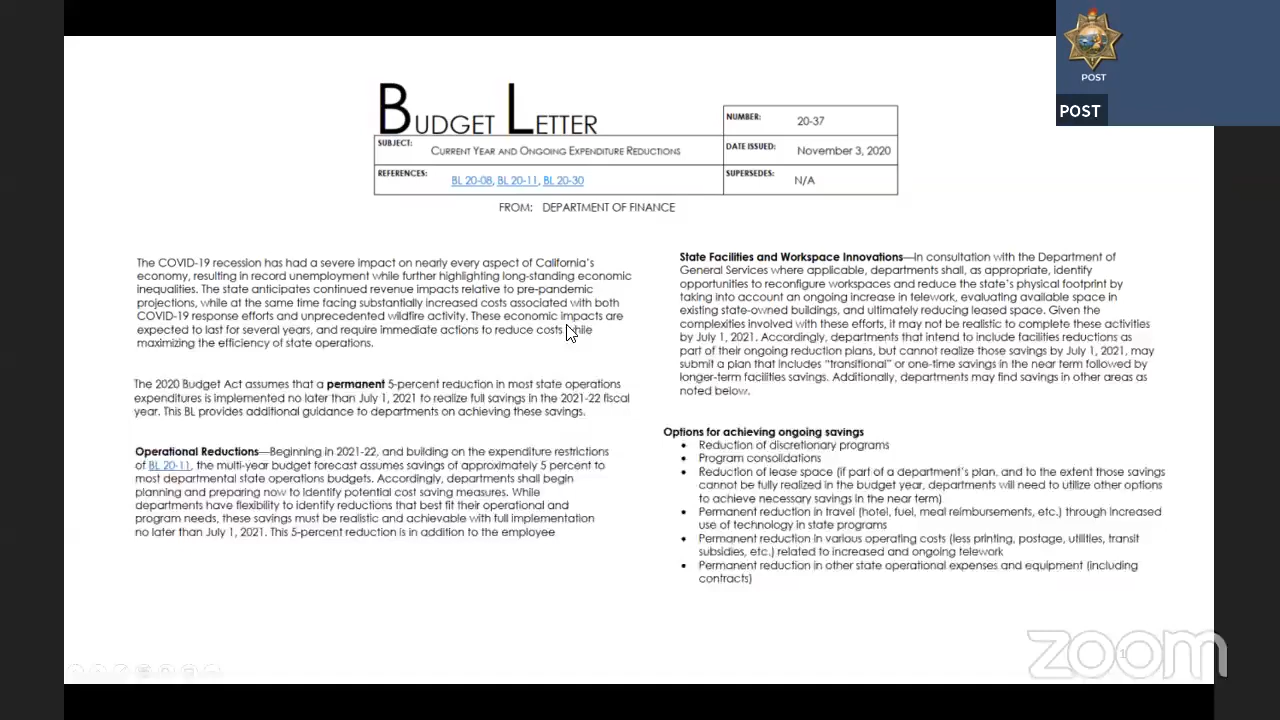 POST
POST
BUDGET LETTER
NUMBER: 20-37
SUBJECT: CURRENT YEAR AND ONGOING EXPENDITURE REDUCTIONS
DATE ISSUED: November 3, 2020
REFERENCES: BL 20-08, BL 20-11, BL 20-30
SUPERSEDES: N/A
FROM: DEPARTMENT OF FINANCE
The COVID-19 recession has had a severe impact on nearly every aspect of California's
economy, resulting in record unemployment while further highlighting long-standing economic
inequalities. The state anticipates continued revenue impacts relative to pre-pandemic
projections, while at the same time facing substantially increased costs associated with both
COVID-19 response efforts and unprecedented wildfire activity. These economic impacts are
expected to last for several years, and require immediate actions to reduce costs while
maximizing the efficiency of state operations.
The 2020 Budget Act assumes that a permanent 5-percent reduction in most state operations
expenditures is implemented no later than July 1, 2021 to realize full savings in the 2021-22 fiscal
year. This BL provides additional guidance to departments on achieving these savings.
Operational Reductions—Beginning in 2021-22, and building on the expenditure restrictions
of BL 20-11, the multi-year budget forecast assumes savings of approximately 5 percent to
most departmental state operations budgets. Accordingly, departments shall begin
planning and preparing now to identify potential cost saving measures. While
departments have flexibility to identify reductions that best fit their operational and
program needs, these savings must be realistic and achievable with full implementation
no later than July 1, 2021. This 5-percent reduction is in addition to the employee
State Facilities and Workspace Innovations—In consultation with the Department of
General Services where applicable, departments shall, as appropriate, identify
opportunities to reconfigure workspaces and reduce the state's physical footprint by
taking into account an ongoing increase in telework, evaluating available space in
existing state-owned buildings, and ultimately reducing leased space. Given the
complexities involved with these efforts, it may not be realistic to complete these activities
by July 1, 2021. Accordingly, departments that intend to include facilities reductions as
part of their ongoing reduction plans, but cannot realize those savings by July 1, 2021, may
submit a plan that includes "transitional" or one-time savings in the near term followed by
longer-term facilities savings. Additionally, departments may find savings in other areas as
noted below.
Options for achieving ongoing savings
• Reduction of discretionary programs
• Program consolidations
• Reduction of lease space (if part of a department's plan, and to the extent those savings
cannot be fully realized in the budget year, departments will need to utilize other options
to achieve necessary savings in the near term)
• Permanent reduction in travel (hotel, fuel, meal reimbursements, etc.) through increased
use of technology in state programs
• Permanent reduction in various operating costs (less printing, postage, utilities, transit
subsidies, etc.) related to increased and ongoing telework
• Permanent reduction in other state operational expenses and equipment (including
contracts)
zoom